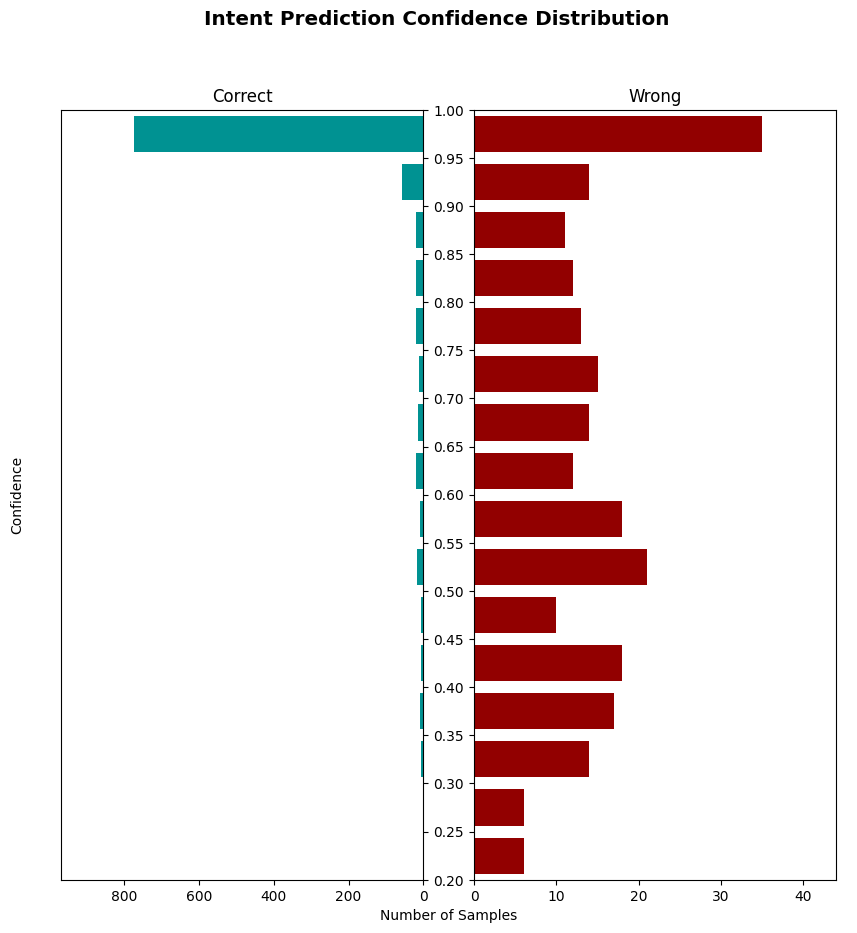 Intent Prediction Confidence Distribution
Correct
Wrong
1.00
0.95
0.90
0.85
0.80
0.75
0.70
0.65
0.60
0.55
0.50
0.45
0.40
0.35
0.30
0.25
0.20
Confidence
800 600 400 200 0
0 10 20 30 40
Number of Samples